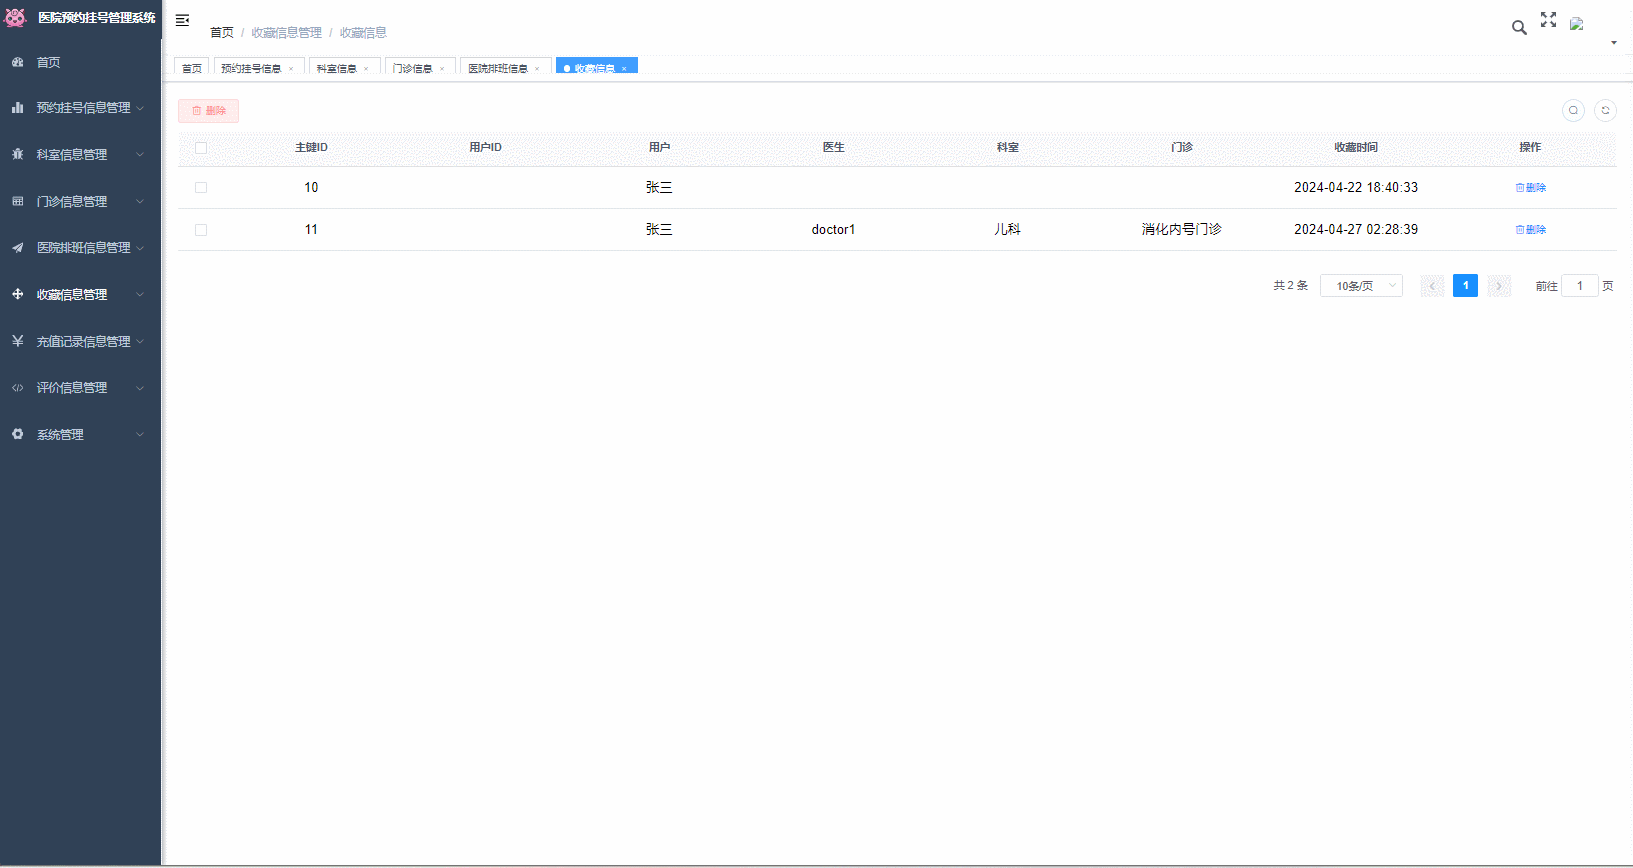 医院预约挂号管理系统
首页
预约挂号信息管理
科室信息管理
门诊信息管理
医院排班信息管理
收藏信息管理
充值记录信息管理
评价信息管理
系统管理
首页 / 收藏信息管理 / 收藏信息
首页 预约挂号信息 × 科室信息 × 门诊信息 × 医院排班信息 × 收藏信息 ×
删除
主键ID 用户ID 用户 医生 科室 门诊 收藏时间 操作
10 张三 2024-04-22 18:40:33 删除
11 张三 doctor1 儿科 消化内号门诊 2024-04-27 02:28:39 删除
共 2 条 10条/页 1 前往 1 页